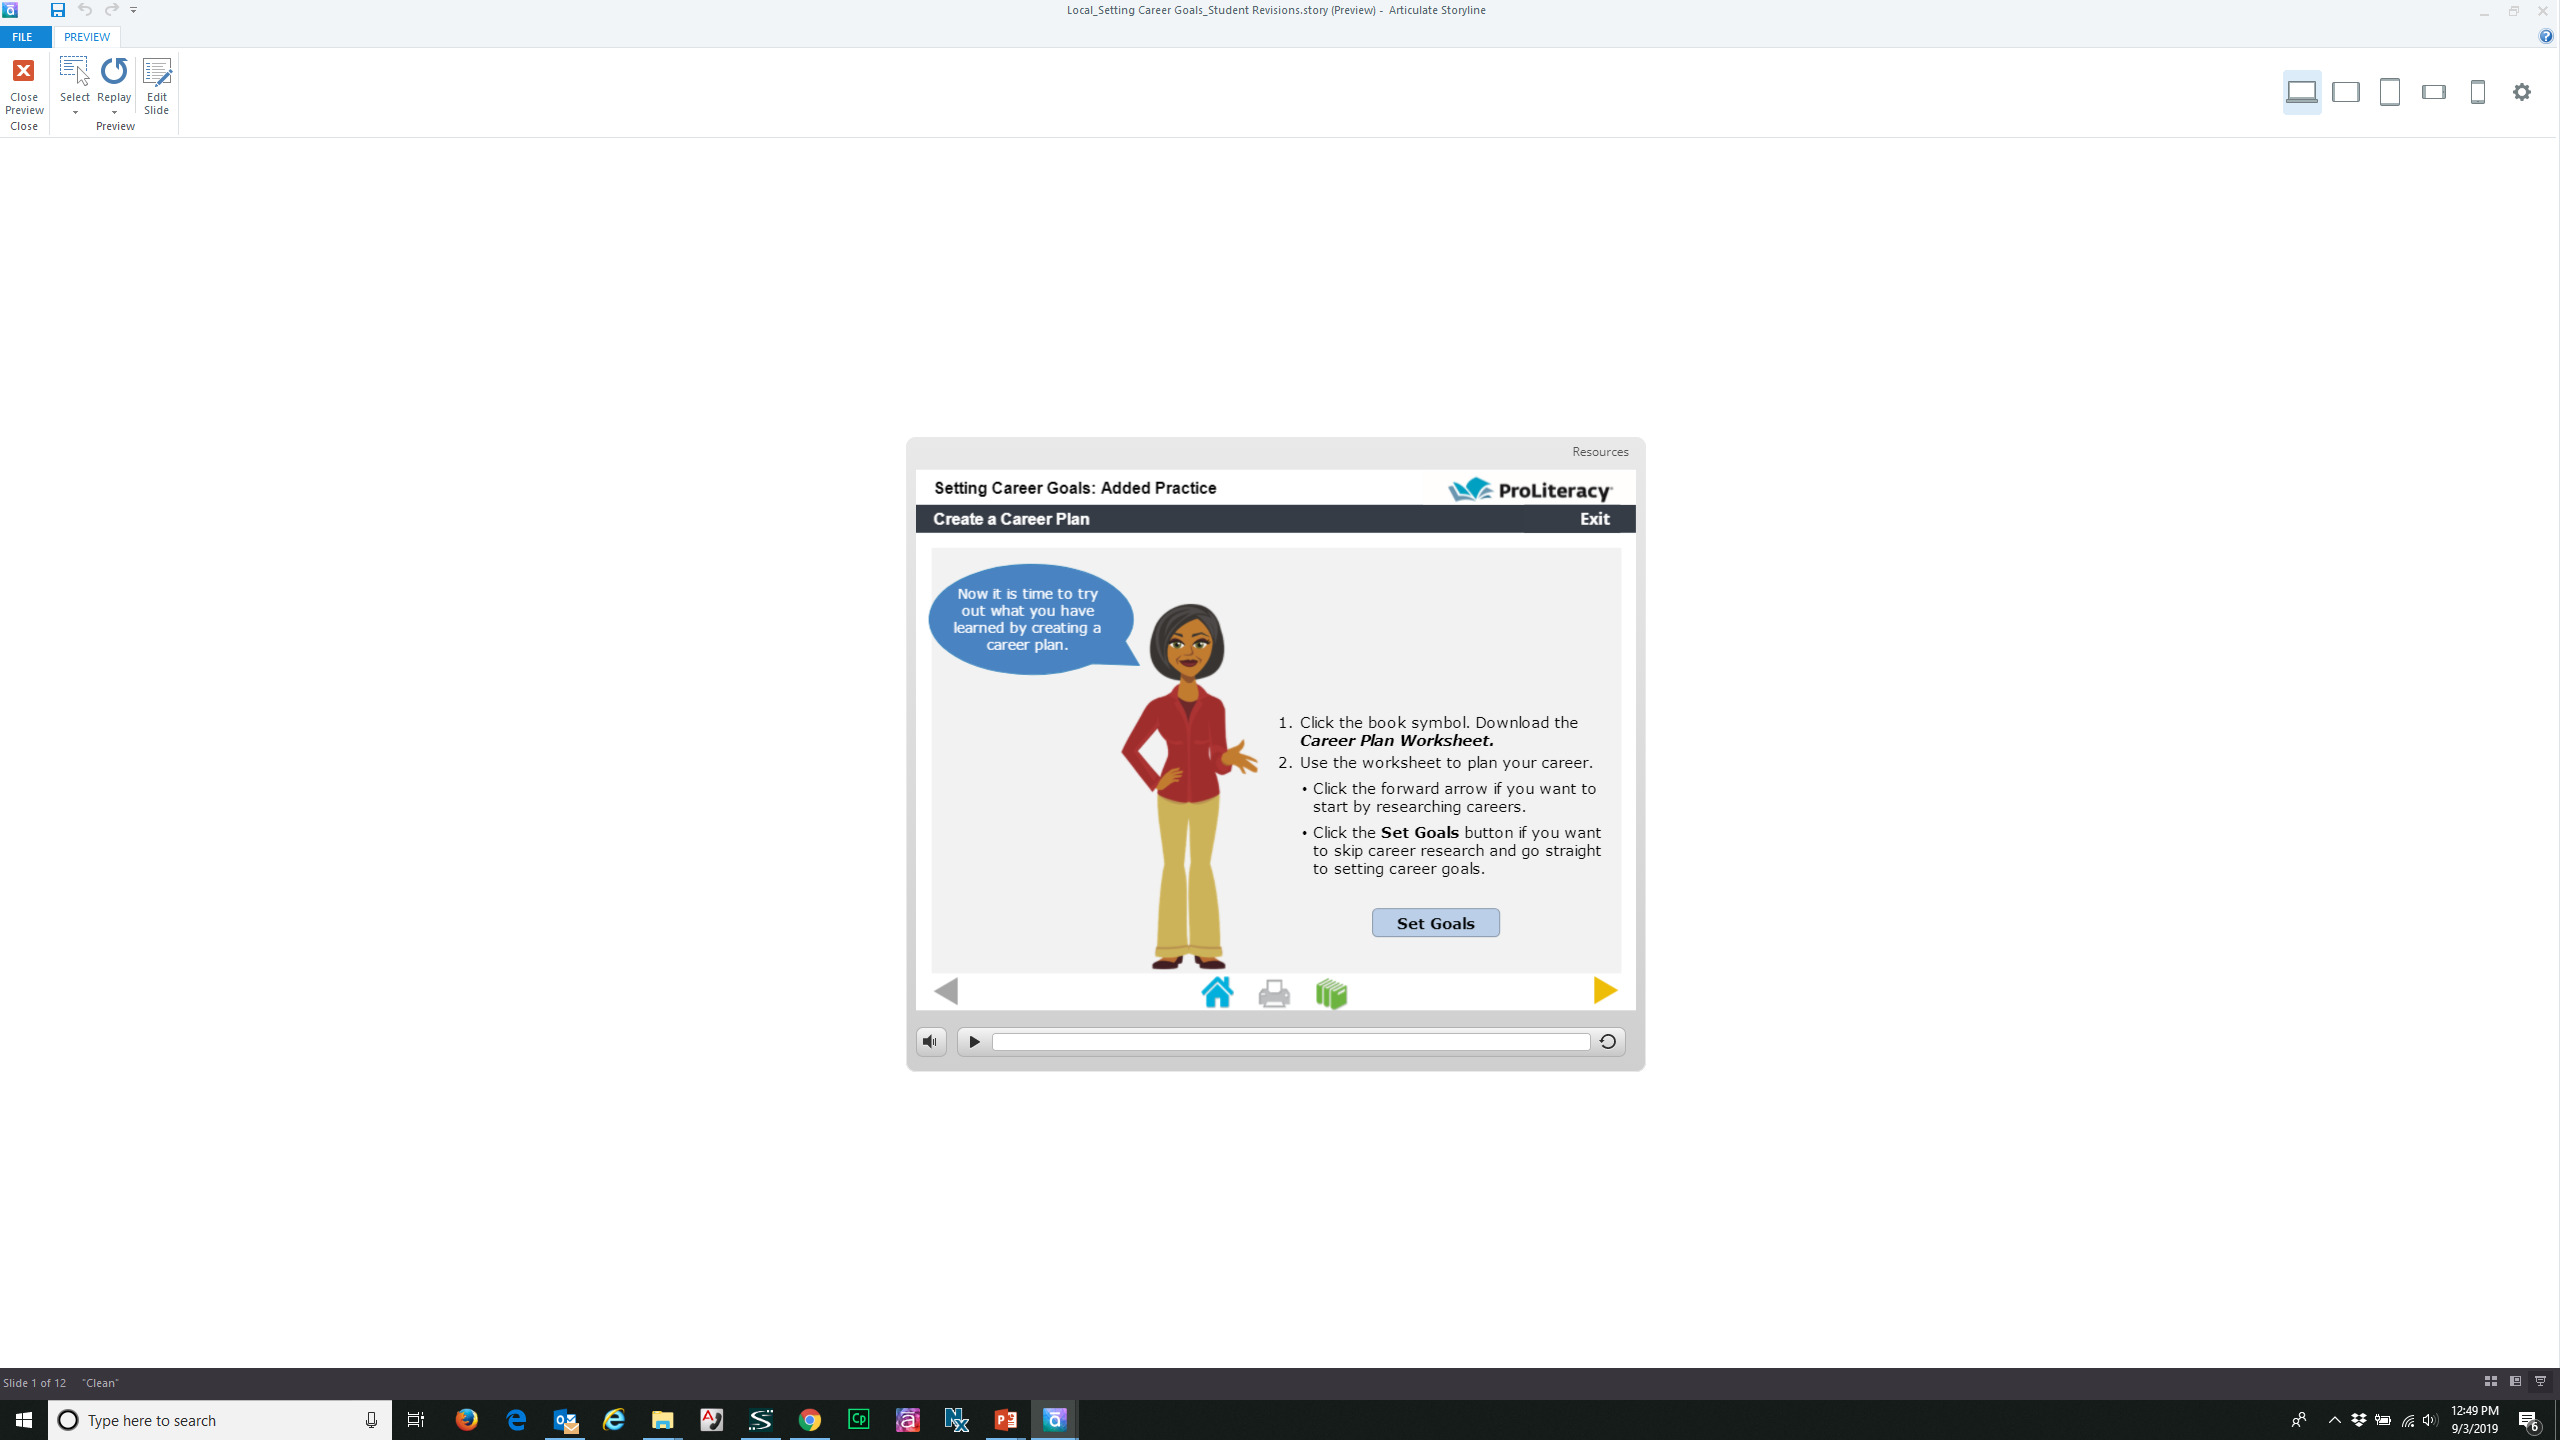 Local_Setting Career Goals_Student Revisions.story (Preview) - Articulate Storyline
FILE
PREVIEW
Close
Preview
Select
Replay
Edit
Slide
Close
Preview
Resources
Setting Career Goals: Added Practice
ProLiteracy
Create a Career Plan
Exit
Now it is time to try
out what you have
learned by creating a
career plan.
1. Click the book symbol. Download the
Career Plan Worksheet.
2. Use the worksheet to plan your career.
• Click the forward arrow if you want to
start by researching careers.
• Click the Set Goals button if you want
to skip career research and go straight
to setting career goals.
Set Goals
Slide 1 of 12 "Clean"
Type here to search
Cp
12:49 PM
9/3/2019
6